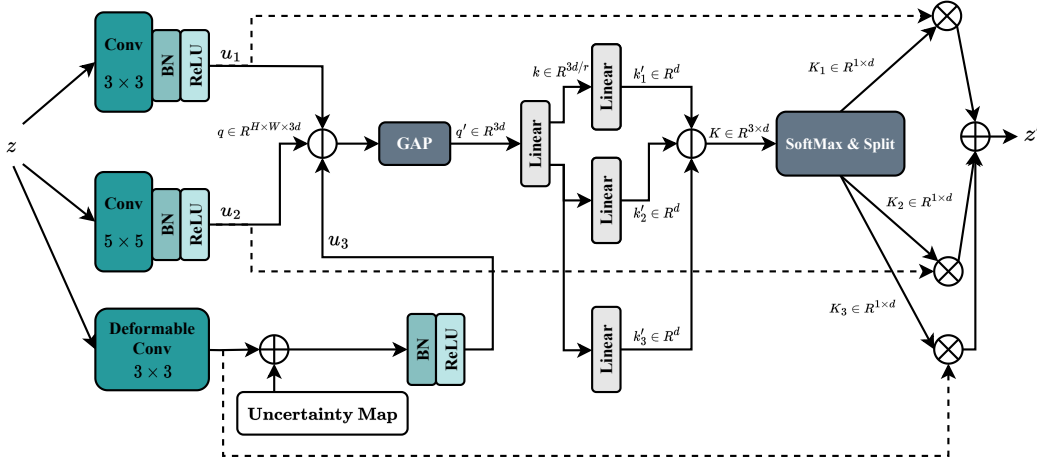 z
Conv
3 × 3
BN
ReLU
u₁
Conv
5 × 5
BN
ReLU
u₂
Deformable
Conv
3 × 3
Uncertainty Map
BN
ReLU
u₃
q ∈ R^{H×W×3d}
GAP
q′ ∈ R^{3d}
Linear
k ∈ R^{3d/r}
Linear
k′₁ ∈ R^d
Linear
k′₂ ∈ R^d
Linear
k′₃ ∈ R^d
K ∈ R^{3×d}
SoftMax & Split
K₁ ∈ R^{1×d}
K₂ ∈ R^{1×d}
K₃ ∈ R^{1×d}
z′